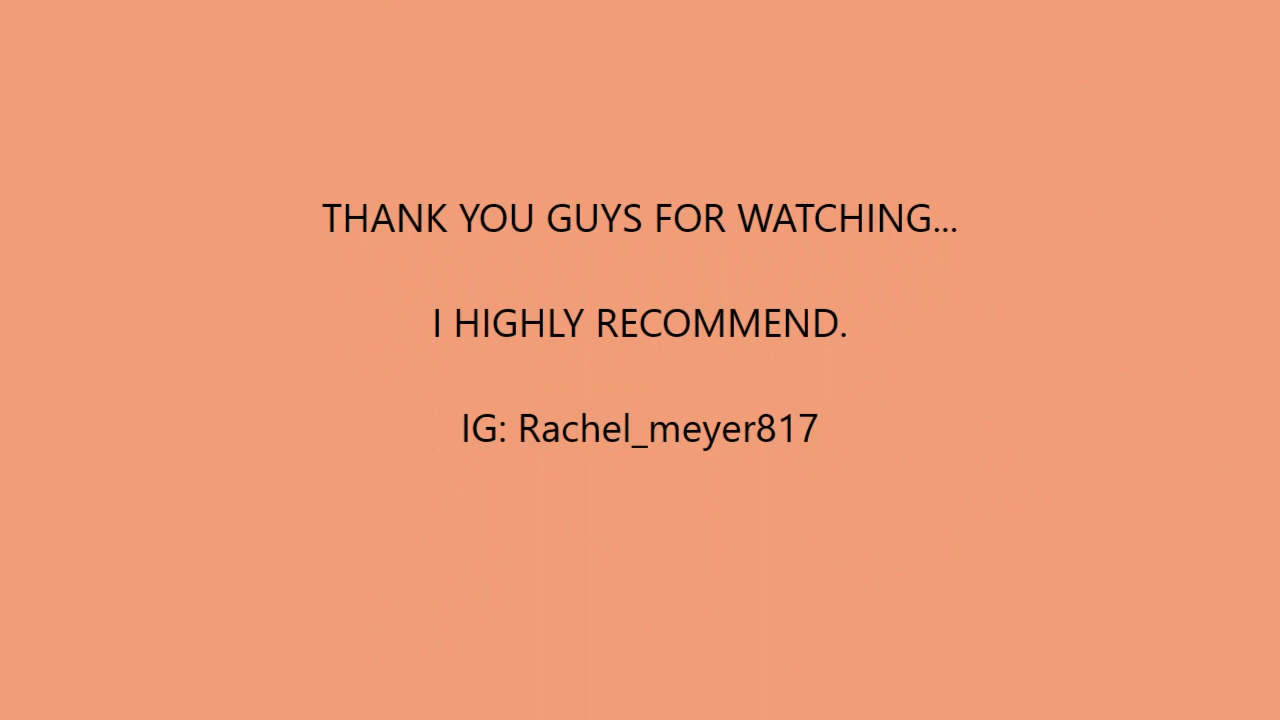 THANK YOU GUYS FOR WATCHING...
I HIGHLY RECOMMEND.
IG: Rachel_meyer817